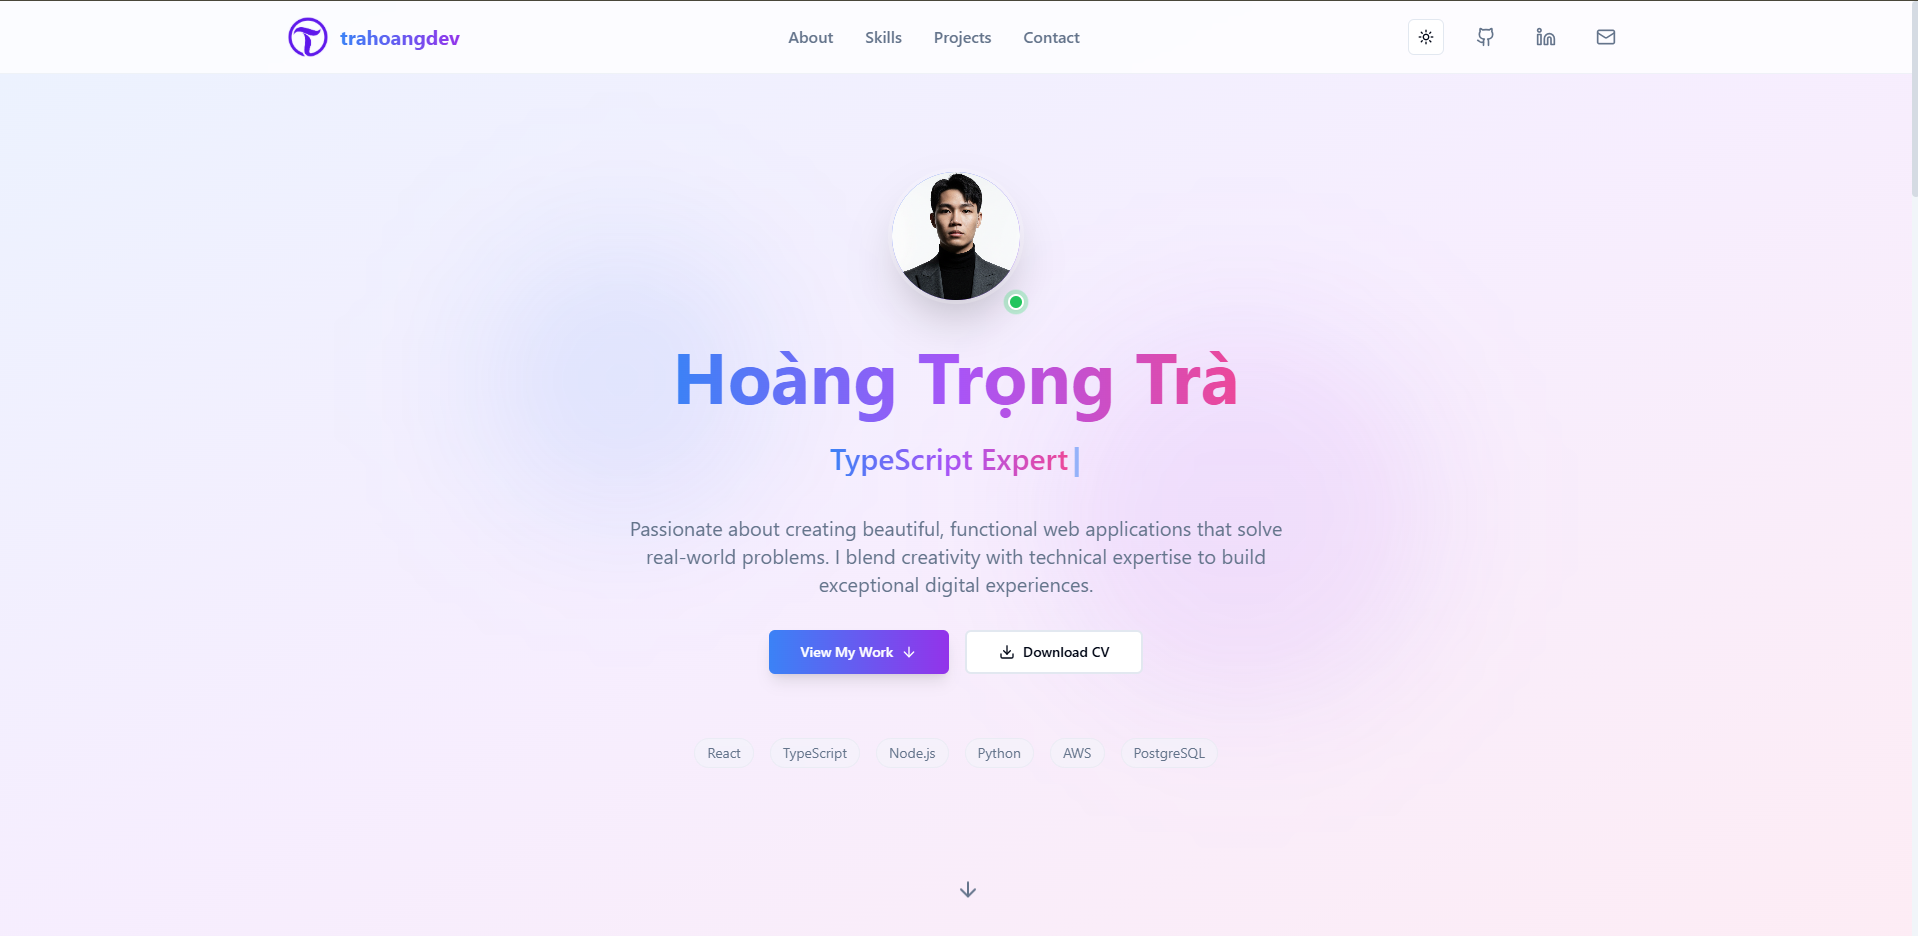 trahoangdev
About
Skills
Projects
Contact
Hoàng Trọng Trà
TypeScript Expert|
Passionate about creating beautiful, functional web applications that solve
real-world problems. I blend creativity with technical expertise to build
exceptional digital experiences.
View My Work
Download CV
React
TypeScript
Node.js
Python
AWS
PostgreSQL